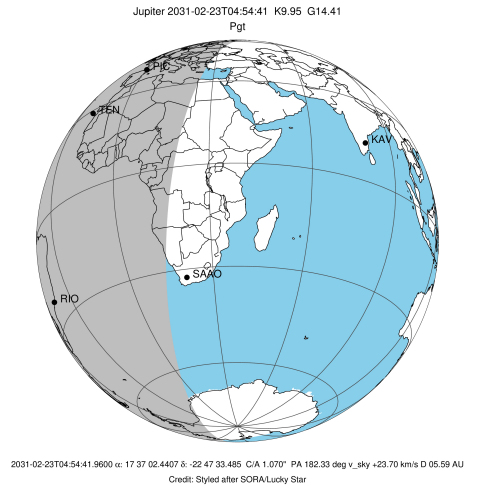 Jupiter 2031-02-23T04:54:41 K9.95 G14.41
Pgt
PIC
TEN
KAV
SAAO
RIO
2031-02-23T04:54:41.9600 α: 17 37 02.4407 δ: -22 47 33.485 C/A 1.070" PA 182.33 deg v_sky +23.70 km/s D 05.59 AU
Credit: Styled after SORA/Lucky Star